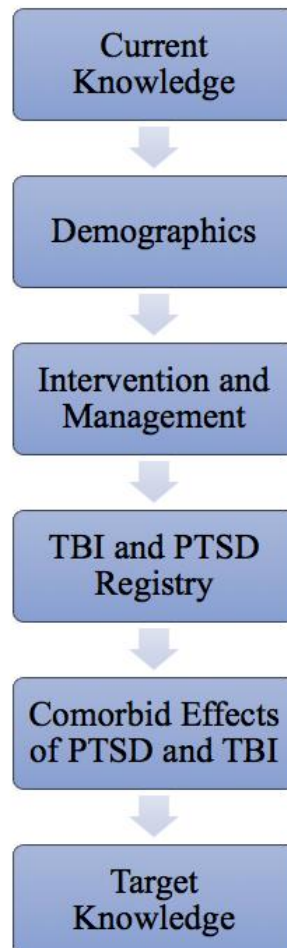 Current
Knowledge
Demographics
Intervention and
Management
TBI and PTSD
Registry
Comorbid Effects
of PTSD and TBI
Target
Knowledge